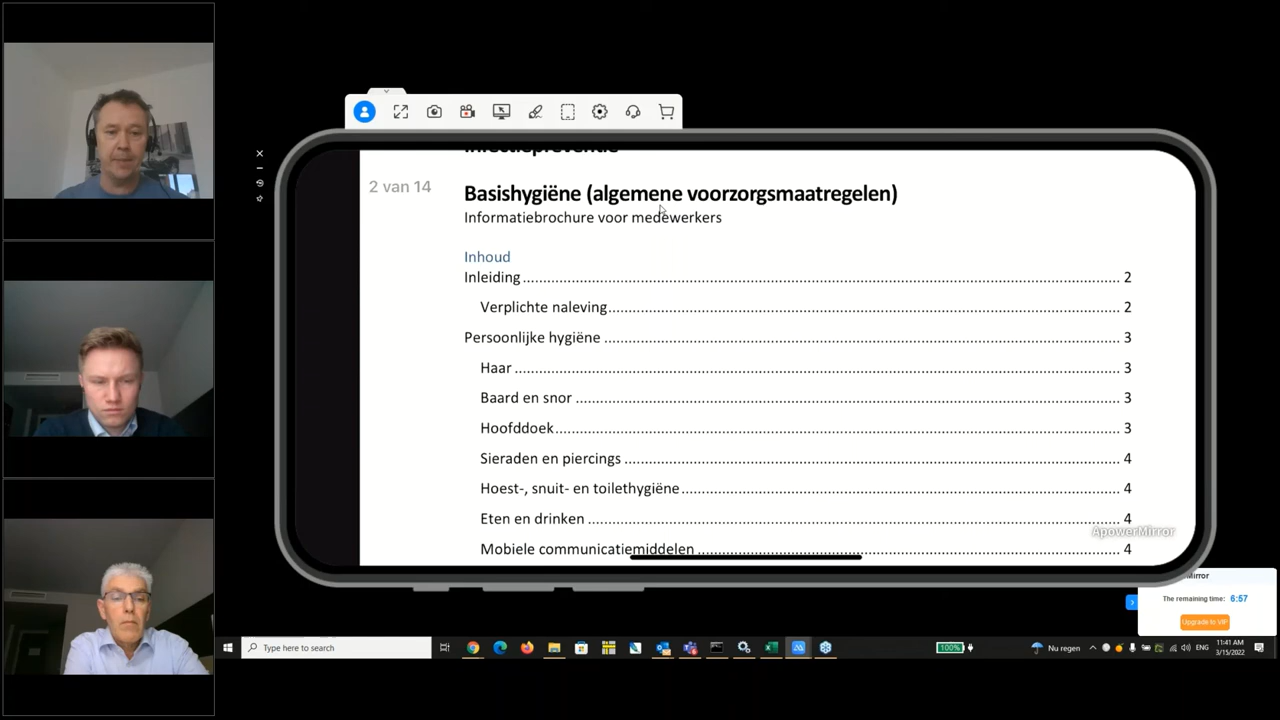 Infectiepreventie
2 van 14
Basishygiëne (algemene voorzorgsmaatregelen)
Informatiebrochure voor medewerkers
Inhoud
Inleiding 2
Verplichte naleving 2
Persoonlijke hygiëne 3
Haar 3
Baard en snor 3
Hoofddoek 3
Sieraden en piercings 4
Hoest-, snuit- en toilethygiëne 4
Eten en drinken 4
ApowerMirror
Mobiele communicatiemiddelen 4
Mirror
The remaining time: 6:57
Upgrade to VIP
Type here to search
100%
Nu regen
ENG
11:41 AM
3/15/2022